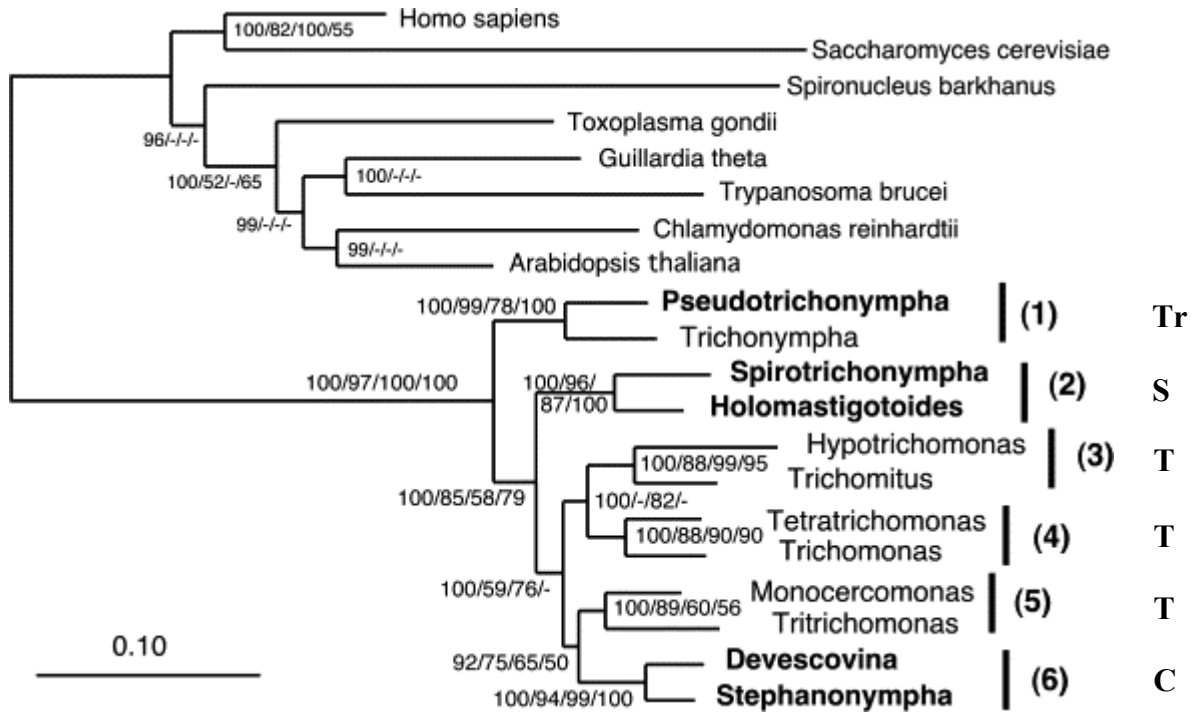 100/82/100/55 Homo sapiens
Saccharomyces cerevisiae
Spironucleus barkhanus
96/-/-/-
Toxoplasma gondii
Guillardia theta
100/52/-/65 100/-/-/-
Trypanosoma brucei
99/-/-/- Chlamydomonas reinhardtii
99/-/-/-
Arabidopsis thaliana
100/99/78/100 Pseudotrichonympha (1) Tr
Trichonympha
100/97/100/100 100/96/ Spirotrichonympha (2) S
87/100 Holomastigotoides
Hypotrichomonas (3) T
100/88/99/95
Trichomitus
100/85/58/79 100/-/82/-
Tetratrichomonas (4) T
100/88/90/90
Trichomonas
100/59/76/- Monocercomonas (5) T
100/89/60/56
Tritrichomonas
0.10
92/75/65/50 Devescovina (6) C
100/94/99/100 Stephanonympha